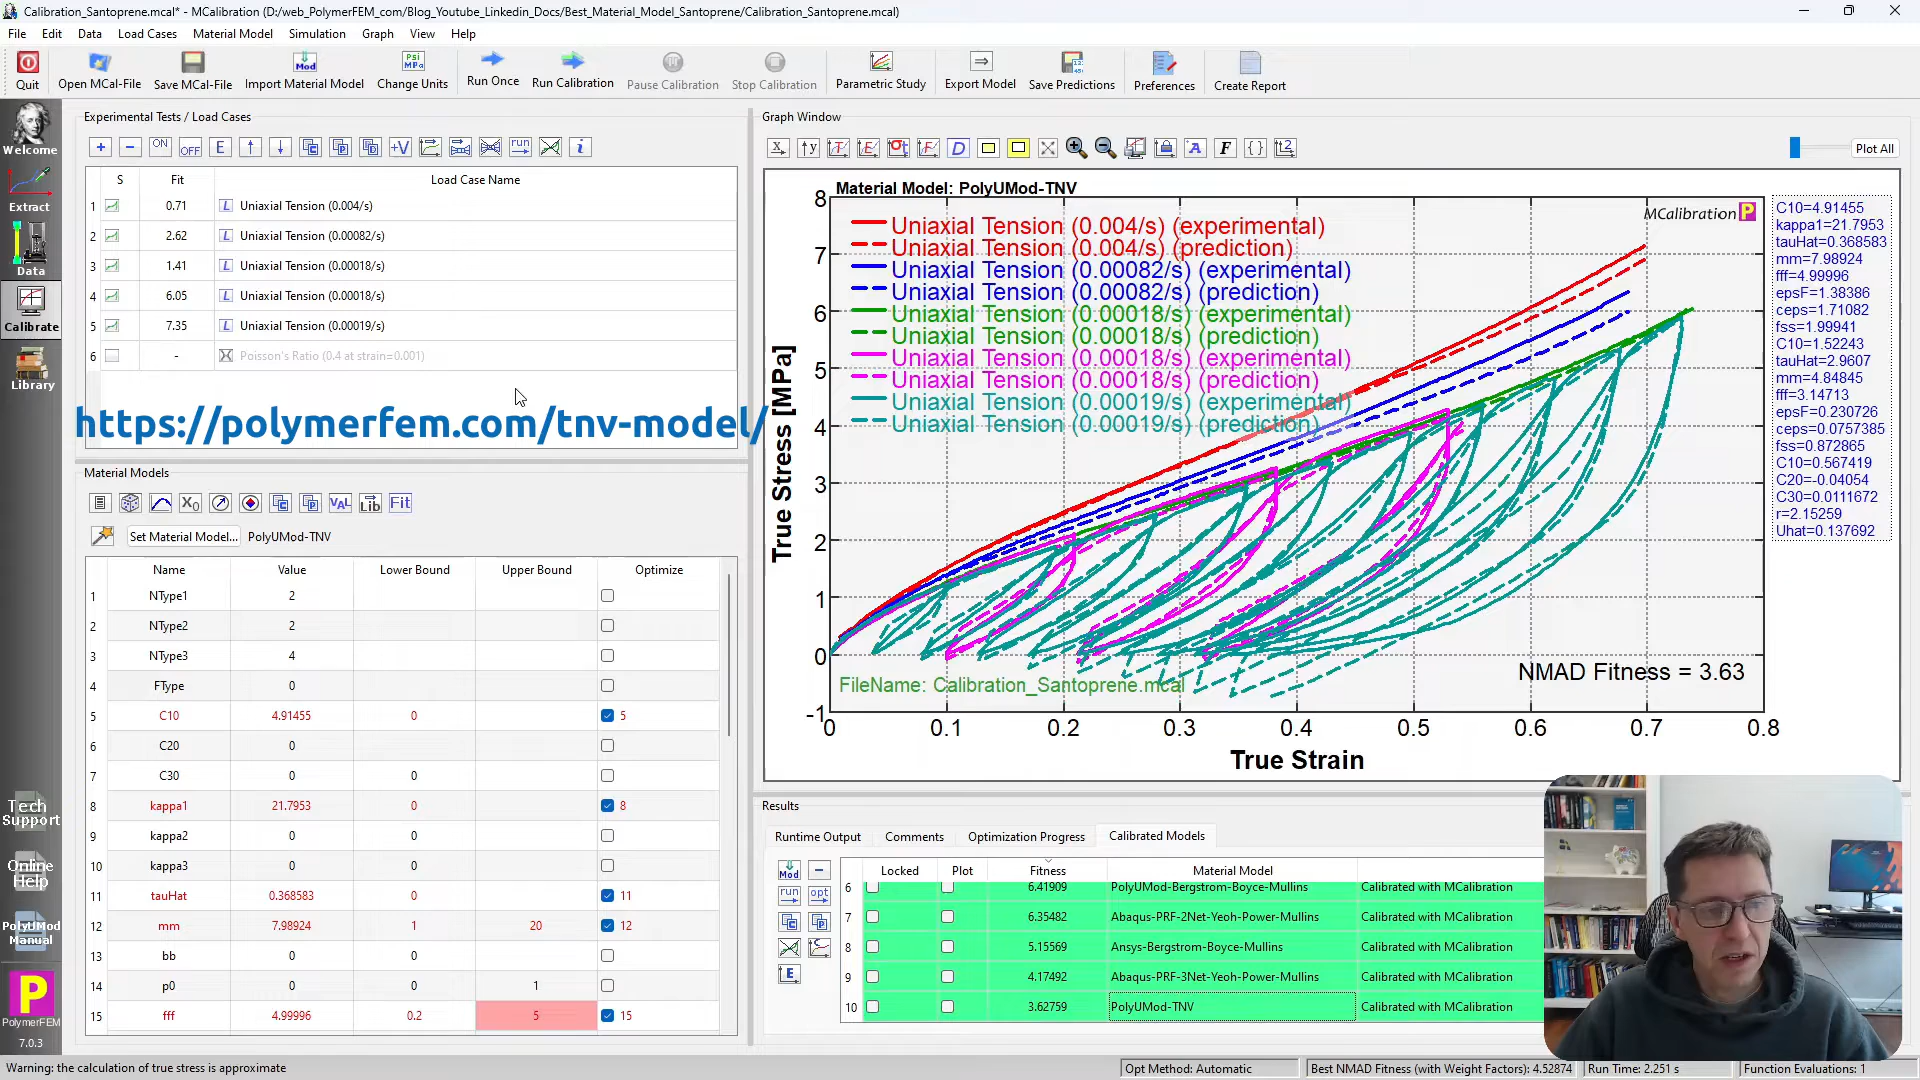 Calibration_Santoprene.mcal* - MCalibration (D:/web_PolymerFEM_com/Blog_Youtube_Linkedin_Docs/Best_Material_Model_Santoprene/Calibration_Santoprene.mcal)
File Edit Data Load Cases Material Model Simulation Graph View Help
Quit Open MCal-File Save MCal-File Import Material Model Change Units Run Once Run Calibration Pause Calibration Stop Calibration Parametric Study Export Model Save Predictions Preferences Create Report
Welcome
Extract
Data
Calibrate
Library
Tech Support
Online Help
PolyUMod Manual
PolymerFEM
7.0.3
Experimental Tests / Load Cases
S Fit Load Case Name
1 0.71 L Uniaxial Tension (0.004/s)
2 2.62 L Uniaxial Tension (0.00082/s)
3 1.41 L Uniaxial Tension (0.00018/s)
4 6.05 L Uniaxial Tension (0.00018/s)
5 7.35 L Uniaxial Tension (0.00019/s)
6 - Poisson's Ratio (0.4 at strain=0.001)
https://polymerfem.com/tnv-model/
Material Models
Set Material Model... PolyUMod-TNV
Name Value Lower Bound Upper Bound Optimize
1 NType1 2
2 NType2 2
3 NType3 4
4 FType 0
5 C10 4.91455 0 5
6 C20 0
7 C30 0 0
8 kappa1 21.7953 0 8
9 kappa2 0 0
10 kappa3 0 0
11 tauHat 0.368583 0 11
12 mm 7.98924 1 20 12
13 bb 0 0
14 p0 0 0 1
15 fff 4.99996 0.2 5 15
Graph Window
Plot All
Material Model: PolyUMod-TNV
MCalibration P
Uniaxial Tension (0.004/s) (experimental)
Uniaxial Tension (0.004/s) (prediction)
Uniaxial Tension (0.00082/s) (experimental)
Uniaxial Tension (0.00082/s) (prediction)
Uniaxial Tension (0.00018/s) (experimental)
Uniaxial Tension (0.00018/s) (prediction)
Uniaxial Tension (0.00018/s) (experimental)
Uniaxial Tension (0.00018/s) (prediction)
Uniaxial Tension (0.00019/s) (experimental)
Uniaxial Tension (0.00019/s) (prediction)
True Stress [MPa]
8
7
6
5
4
3
2
1
0
-1
0 0.1 0.2 0.3 0.4 0.5 0.6 0.7 0.8
True Strain
FileName: Calibration_Santoprene.mcal
NMAD Fitness = 3.63
C10=4.91455
kappa1=21.7953
tauHat=0.368583
mm=7.98924
fff=4.99996
epsF=1.38386
ceps=1.71082
fss=1.99941
C10=1.52243
tauHat=2.9607
mm=4.84845
fff=3.14713
epsF=0.230726
ceps=0.0757385
fss=0.872865
C10=0.567419
C20=-0.04054
C30=0.0111672
r=2.15259
Uhat=0.137692
Results
Runtime Output Comments Optimization Progress Calibrated Models
Locked Plot Fitness Material Model
6 6.41909 PolyUMod-Bergstrom-Boyce-Mullins Calibrated with MCalibration
7 6.35482 Abaqus-PRF-2Net-Yeoh-Power-Mullins Calibrated with MCalibration
8 5.15569 Ansys-Bergstrom-Boyce-Mullins Calibrated with MCalibration
9 4.17492 Abaqus-PRF-3Net-Yeoh-Power-Mullins Calibrated with MCalibration
10 3.62759 PolyUMod-TNV Calibrated with MCalibration
Warning: the calculation of true stress is approximate
Opt Method: Automatic Best NMAD Fitness (with Weight Factors): 4.52874 Run Time: 2.251 s Function Evaluations: 1